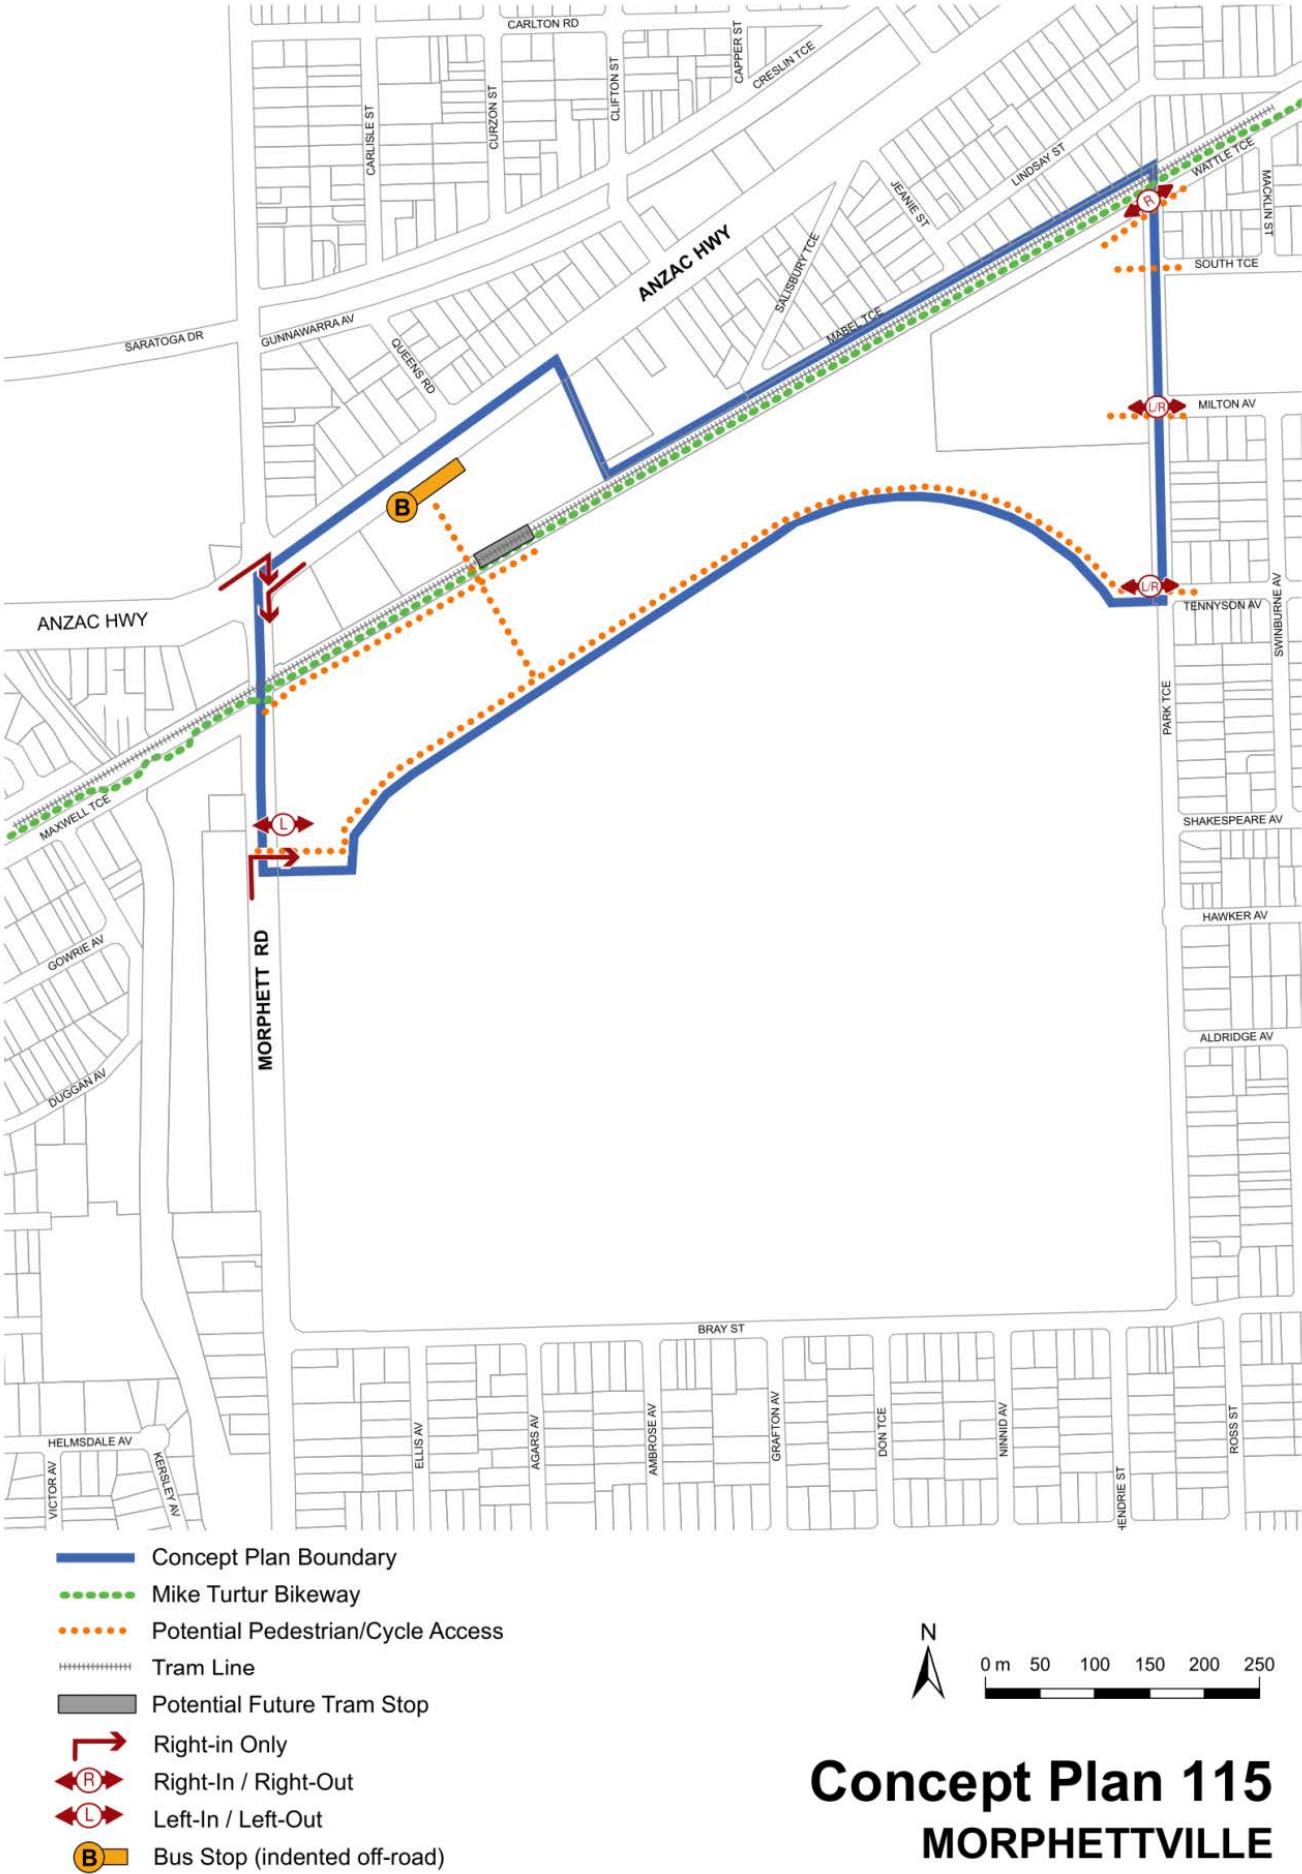 CARLTON RD
CAPPER ST
CRESLIN TCE
CLIFTON ST
CURZON ST
CARLISLE ST
WATTLE TCE
LINDSAY ST
MACKLIN ST
JEANIE ST
R
ANZAC HWY
SALISBURY TCE
SOUTH TCE
MABEL TCE
GUNNAWARRA AV
SARATOGA DR
QUEENS RD
L/R
MILTON AV
B
L/R
TENNYSON AV
SWINBURNE AV
ANZAC HWY
PARK TCE
MAXWELL TCE
L
SHAKESPEARE AV
HAWKER AV
GOWRIE AV
MORPHETT RD
ALDRIDGE AV
DUGGAN AV
BRAY ST
HELMSDALE AV
VICTOR AV
KERSLEY AV
ELLIS AV
AGARS AV
AMBROSE AV
GRAFTON AV
DON TCE
NINNID AV
HENDRIE ST
ROSS ST
Concept Plan Boundary
Mike Turtur Bikeway
Potential Pedestrian/Cycle Access
Tram Line
Potential Future Tram Stop
Right-in Only
R Right-In / Right-Out
L Left-In / Left-Out
B Bus Stop (indented off-road)
N
0 m 50 100 150 200 250
Concept Plan 115
MORPHETTVILLE